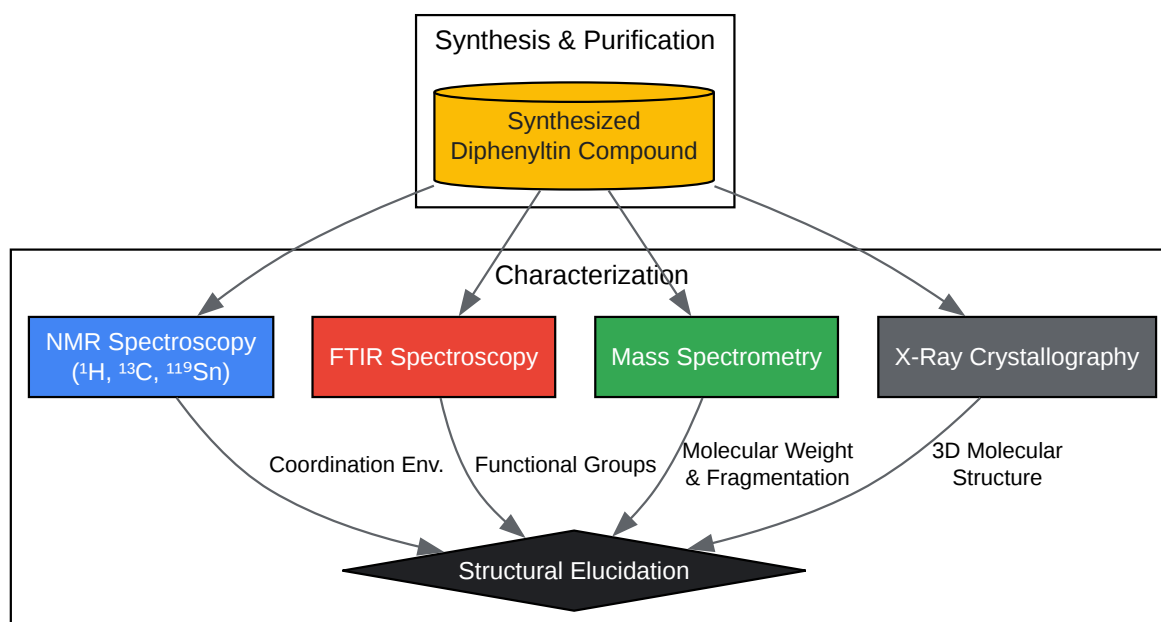 Synthesis & Purification
Synthesized
Diphenyltin Compound
Characterization
NMR Spectroscopy
(¹H, ¹³C, ¹¹⁹Sn)
FTIR Spectroscopy
Mass Spectrometry
X-Ray Crystallography
Coordination Env.
Functional Groups
Molecular Weight
& Fragmentation
3D Molecular
Structure
Structural Elucidation